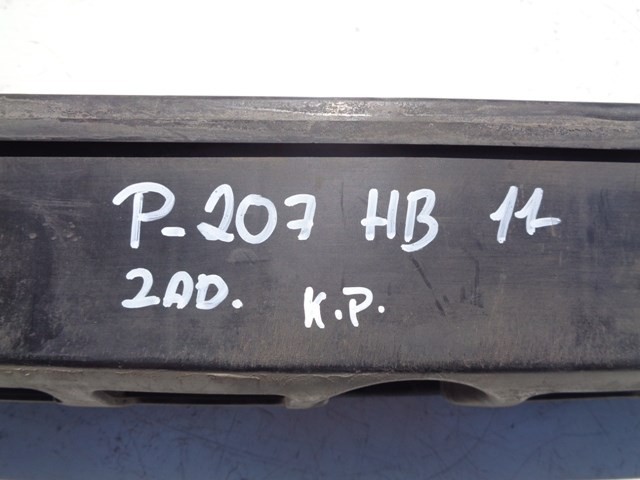 P-207 HB 11
ZAD. K.P.